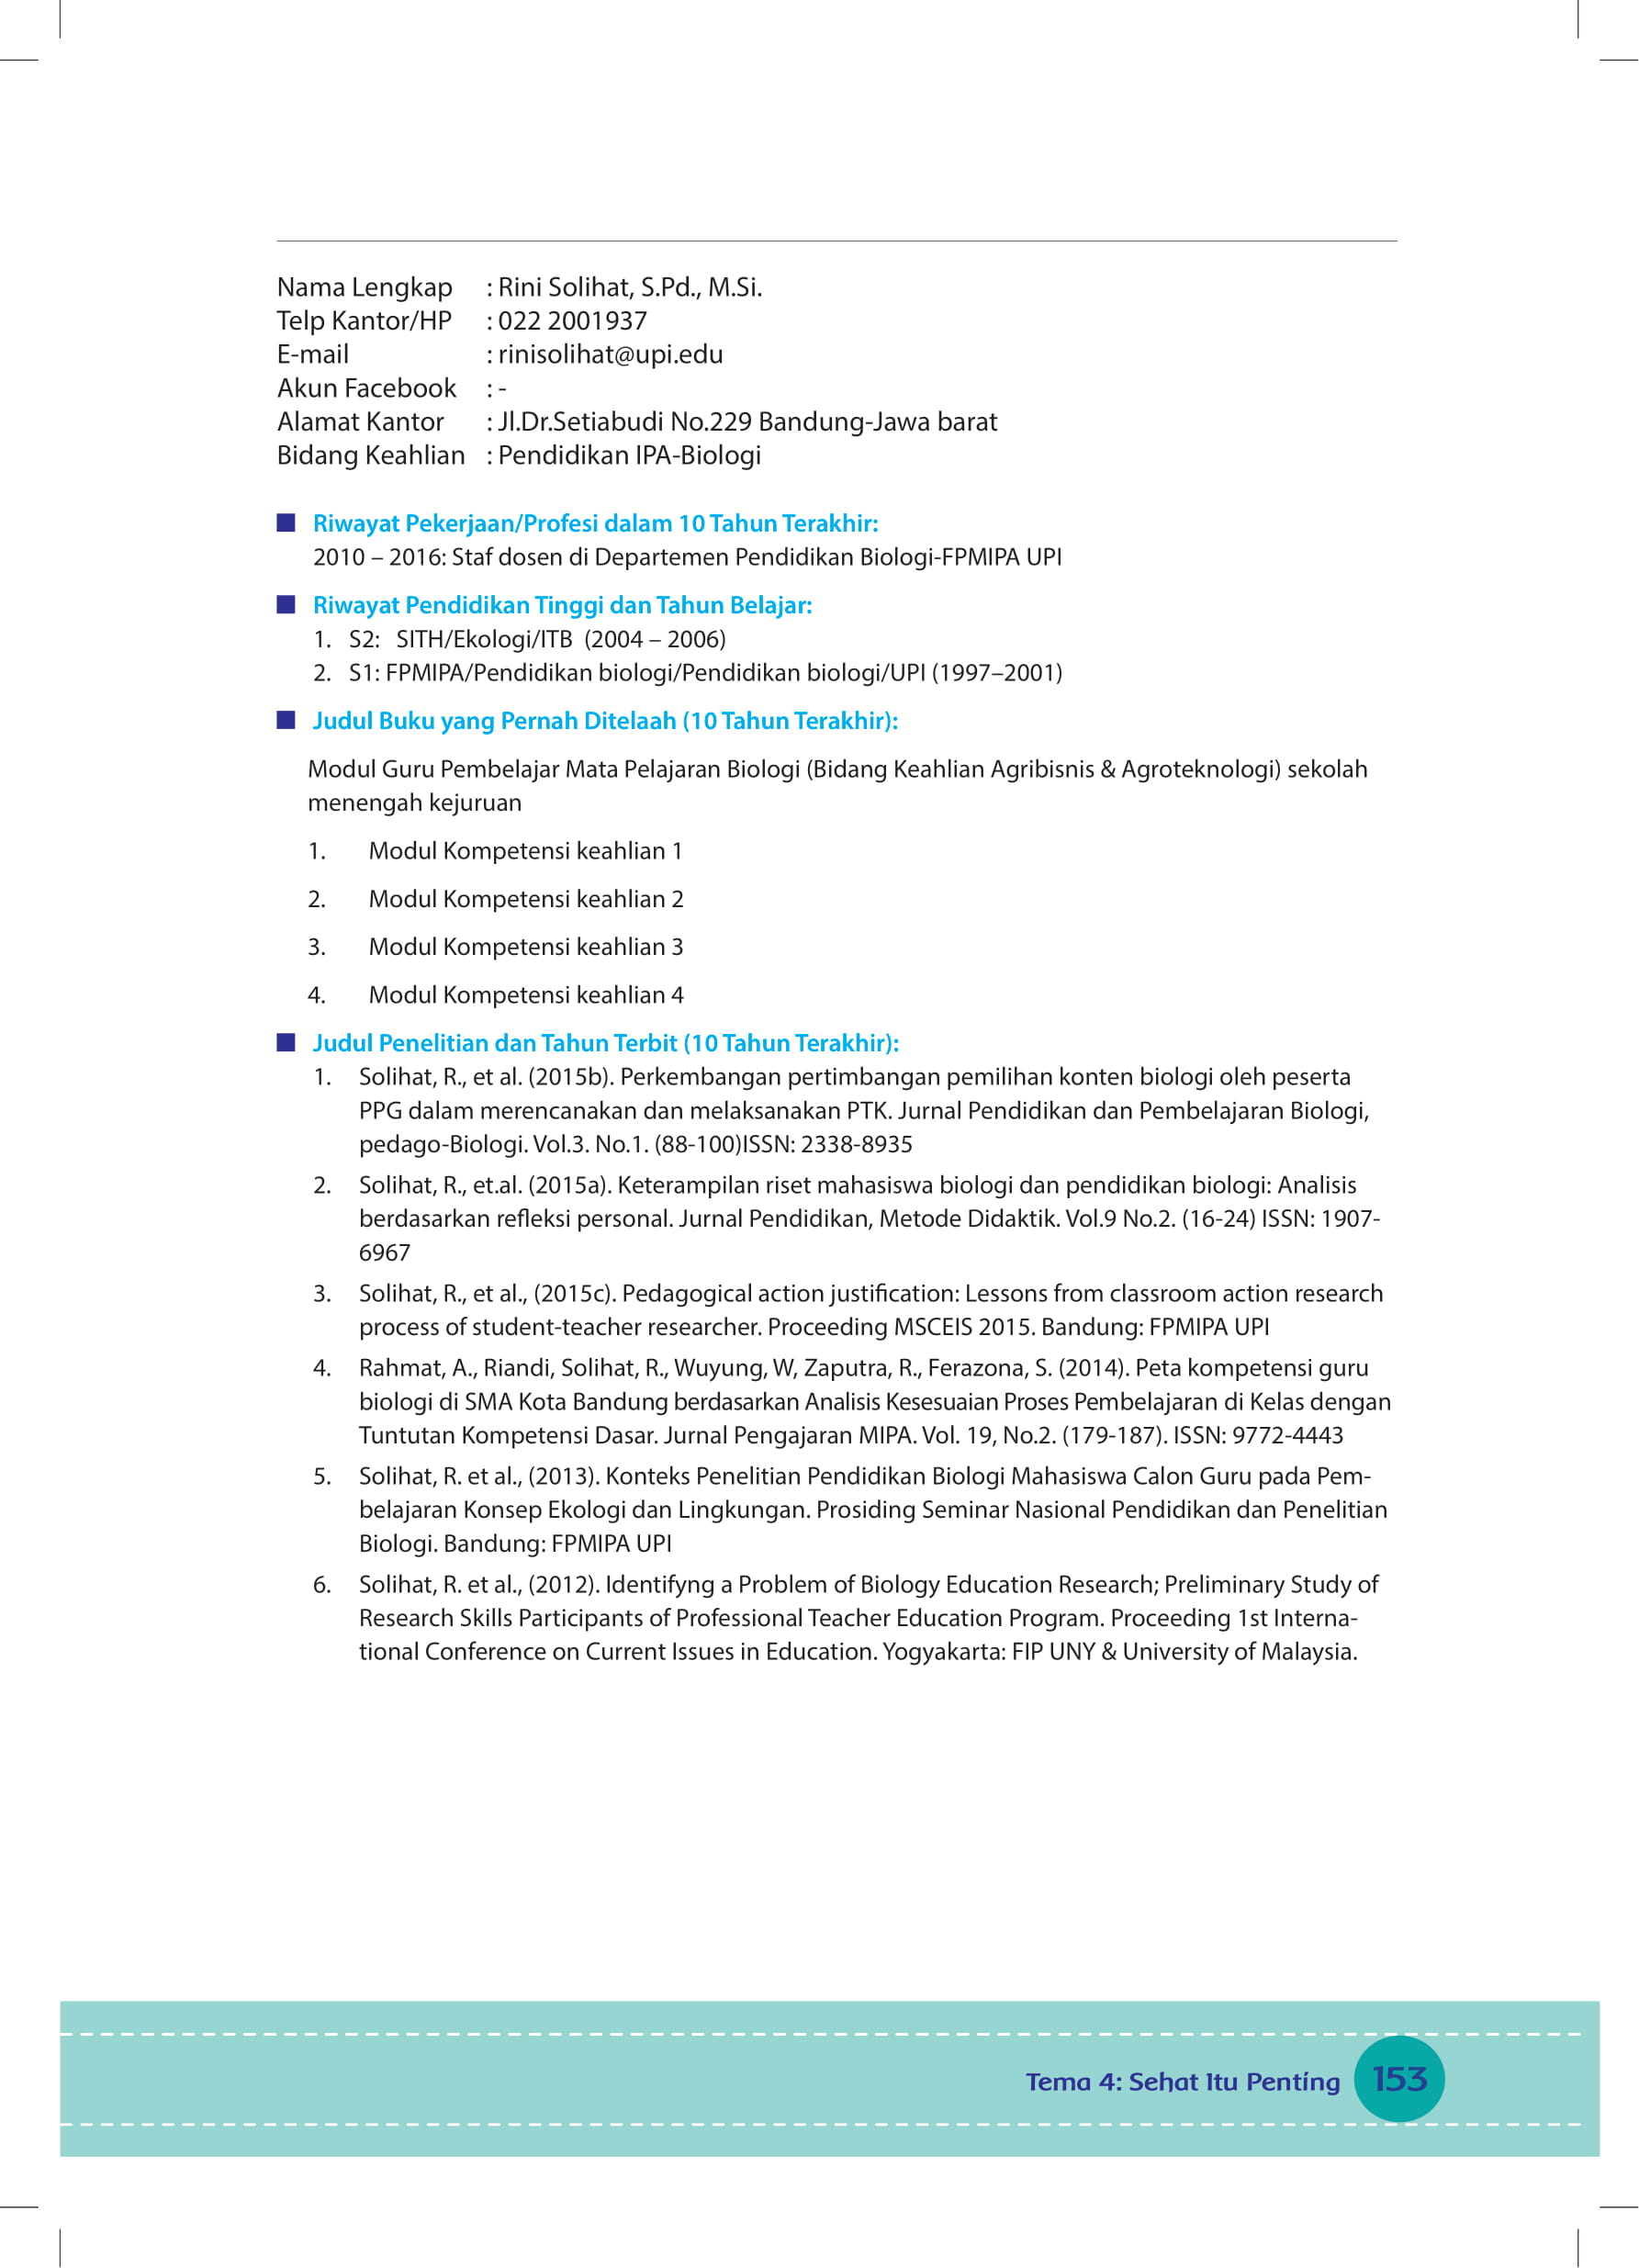 Nama Lengkap : Rini Solihat, S.Pd., M.Si.
Telp Kantor/HP : 022 2001937
E-mail : rinisolihat@upi.edu
Akun Facebook : -
Alamat Kantor : Jl.Dr.Setiabudi No.229 Bandung-Jawa barat
Bidang Keahlian : Pendidikan IPA-Biologi
Riwayat Pekerjaan/Profesi dalam 10 Tahun Terakhir:
2010 – 2016: Staf dosen di Departemen Pendidikan Biologi-FPMIPA UPI
Riwayat Pendidikan Tinggi dan Tahun Belajar:
1. S2: SITH/Ekologi/ITB (2004 – 2006)
2. S1: FPMIPA/Pendidikan biologi/Pendidikan biologi/UPI (1997–2001)
Judul Buku yang Pernah Ditelaah (10 Tahun Terakhir):
Modul Guru Pembelajar Mata Pelajaran Biologi (Bidang Keahlian Agribisnis & Agroteknologi) sekolah
menengah kejuruan
1. Modul Kompetensi keahlian 1
2. Modul Kompetensi keahlian 2
3. Modul Kompetensi keahlian 3
4. Modul Kompetensi keahlian 4
Judul Penelitian dan Tahun Terbit (10 Tahun Terakhir):
1. Solihat, R., et al. (2015b). Perkembangan pertimbangan pemilihan konten biologi oleh peserta
PPG dalam merencanakan dan melaksanakan PTK. Jurnal Pendidikan dan Pembelajaran Biologi,
pedago-Biologi. Vol.3. No.1. (88-100)ISSN: 2338-8935
2. Solihat, R., et.al. (2015a). Keterampilan riset mahasiswa biologi dan pendidikan biologi: Analisis
berdasarkan refleksi personal. Jurnal Pendidikan, Metode Didaktik. Vol.9 No.2. (16-24) ISSN: 1907-
6967
3. Solihat, R., et al., (2015c). Pedagogical action justification: Lessons from classroom action research
process of student-teacher researcher. Proceeding MSCEIS 2015. Bandung: FPMIPA UPI
4. Rahmat, A., Riandi, Solihat, R., Wuyung, W, Zaputra, R., Ferazona, S. (2014). Peta kompetensi guru
biologi di SMA Kota Bandung berdasarkan Analisis Kesesuaian Proses Pembelajaran di Kelas dengan
Tuntutan Kompetensi Dasar. Jurnal Pengajaran MIPA. Vol. 19, No.2. (179-187). ISSN: 9772-4443
5. Solihat, R. et al., (2013). Konteks Penelitian Pendidikan Biologi Mahasiswa Calon Guru pada Pem-
belajaran Konsep Ekologi dan Lingkungan. Prosiding Seminar Nasional Pendidikan dan Penelitian
Biologi. Bandung: FPMIPA UPI
6. Solihat, R. et al., (2012). Identifyng a Problem of Biology Education Research; Preliminary Study of
Research Skills Participants of Professional Teacher Education Program. Proceeding 1st Interna-
tional Conference on Current Issues in Education. Yogyakarta: FIP UNY & University of Malaysia.
Tema 4: Sehat Itu Penting 153